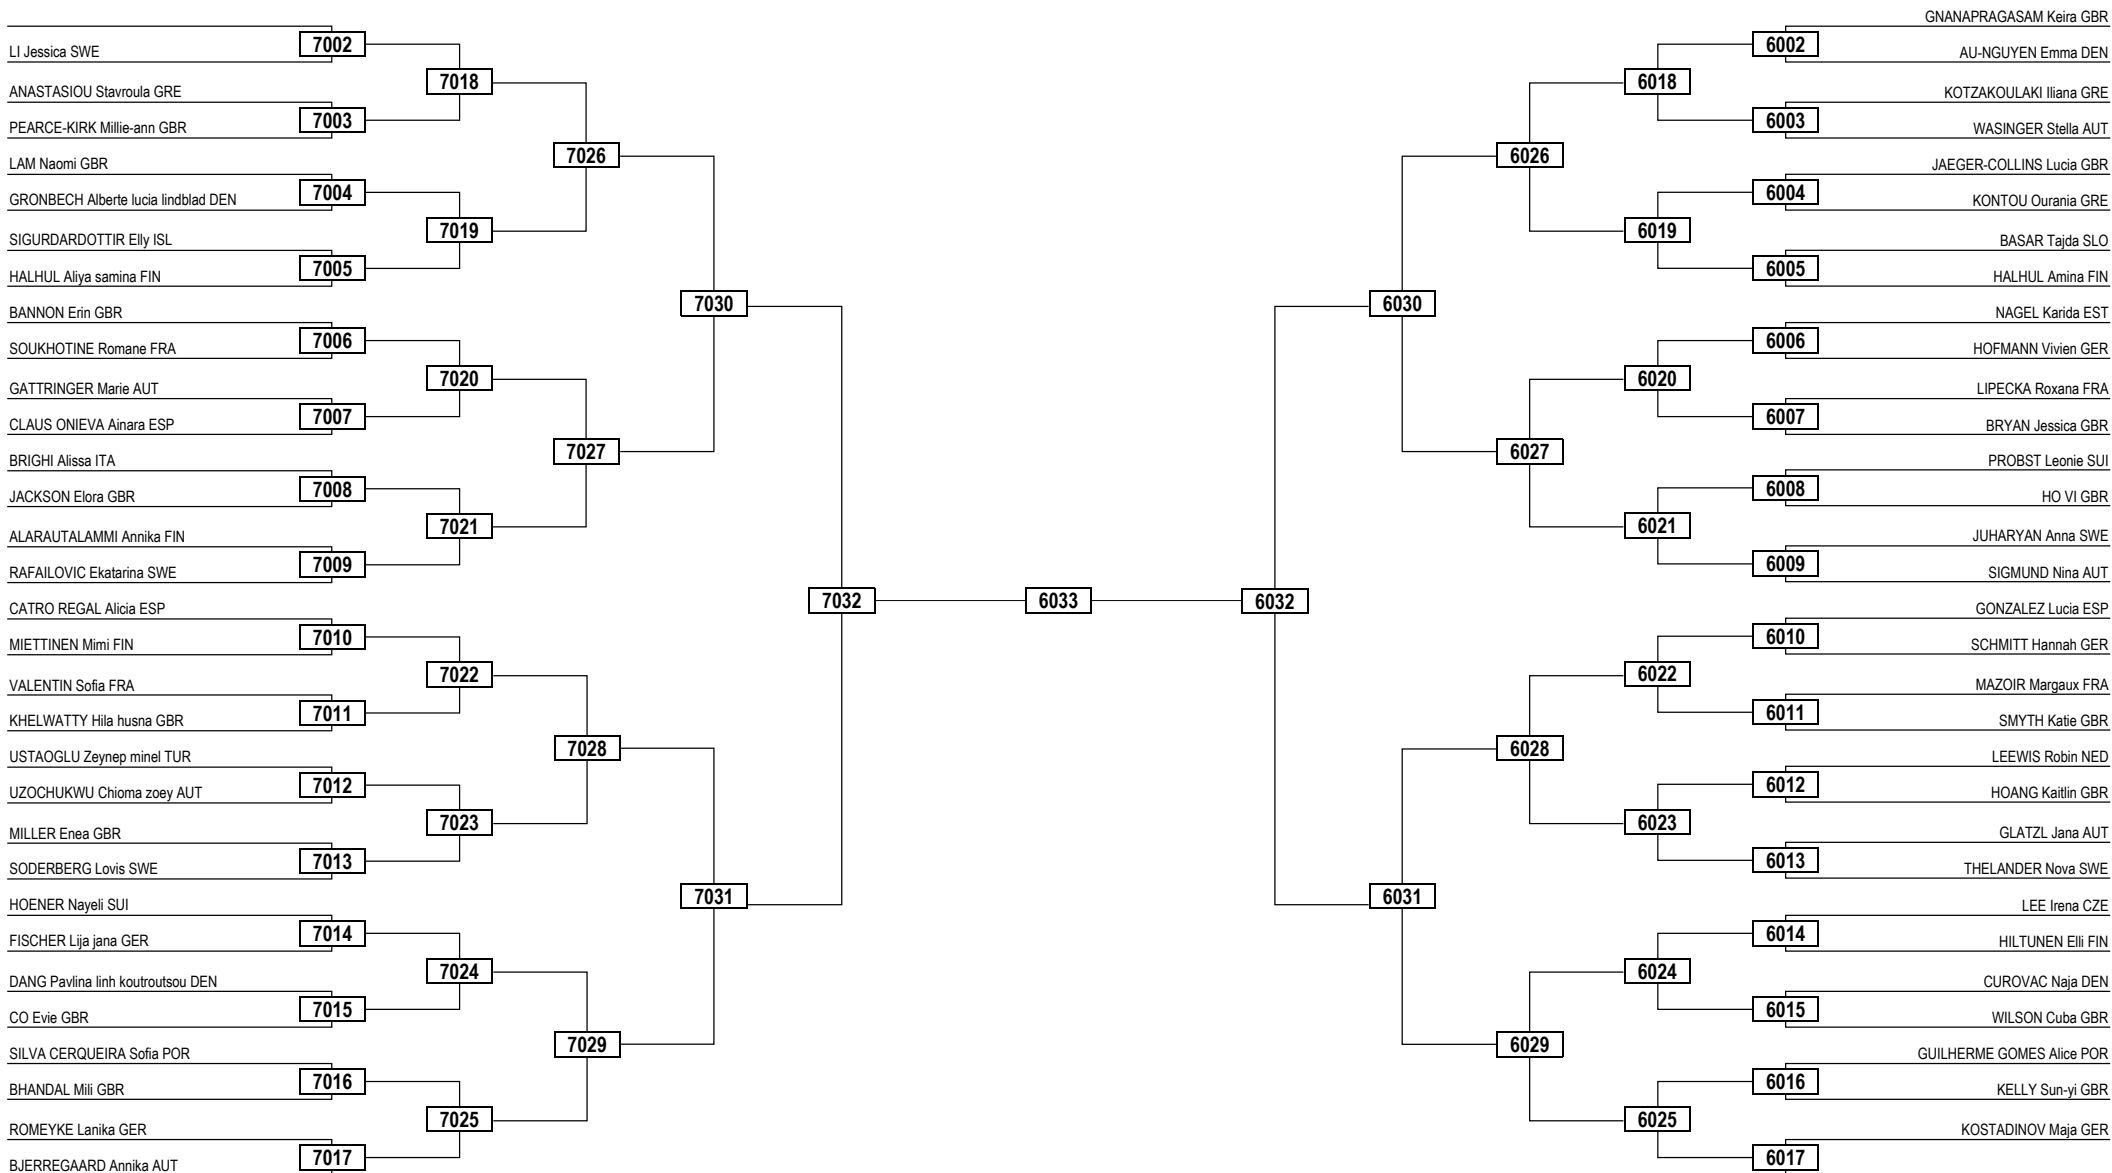 GNANAPRAGASAM Keira GBR
7002
6002
LI Jessica SWE
AU-NGUYEN Emma DEN
7018
6018
ANASTASIOU Stavroula GRE
KOTZAKOULAKI Iliana GRE
7003
6003
PEARCE-KIRK Millie-ann GBR
WASINGER Stella AUT
7026
6026
LAM Naomi GBR
JAEGER-COLLINS Lucia GBR
7004
6004
GRONBECH Alberte lucia lindblad DEN
KONTOU Ourania GRE
7019
6019
SIGURDARDOTTIR Elly ISL
BASAR Tajda SLO
7005
6005
HALHUL Aliya samina FIN
HALHUL Amina FIN
7030
6030
BANNON Erin GBR
NAGEL Karida EST
7006
6006
SOUKHOTINE Romane FRA
HOFMANN Vivien GER
7020
6020
GATTRINGER Marie AUT
LIPECKA Roxana FRA
7007
6007
CLAUS ONIEVA Ainara ESP
BRYAN Jessica GBR
7027
6027
BRIGHI Alissa ITA
PROBST Leonie SUI
7008
6008
JACKSON Elora GBR
HO VI GBR
7021
6021
ALARAUTALAMMI Annika FIN
JUHARYAN Anna SWE
7009
6009
RAFAILOVIC Ekatarina SWE
SIGMUND Nina AUT
7032
6033
6032
CATRO REGAL Alicia ESP
GONZALEZ Lucia ESP
7010
6010
MIETTINEN Mimi FIN
SCHMITT Hannah GER
7022
6022
VALENTIN Sofia FRA
MAZOIR Margaux FRA
7011
6011
KHELWATTY Hila husna GBR
SMYTH Katie GBR
7028
6028
USTAOGLU Zeynep minel TUR
LEEWIS Robin NED
7012
6012
UZOCHUKWU Chioma zoey AUT
HOANG Kaitlin GBR
7023
6023
MILLER Enea GBR
GLATZL Jana AUT
7013
6013
SODERBERG Lovis SWE
THELANDER Nova SWE
7031
6031
HOENER Nayeli SUI
LEE Irena CZE
7014
6014
FISCHER Lija jana GER
HILTUNEN Elli FIN
7024
6024
DANG Pavlina linh koutroutsou DEN
CUROVAC Naja DEN
7015
6015
CO Evie GBR
WILSON Cuba GBR
7029
6029
SILVA CERQUEIRA Sofia POR
GUILHERME GOMES Alice POR
7016
6016
BHANDAL Mili GBR
KELLY Sun-yi GBR
7025
6025
ROMEYKE Lanika GER
KOSTADINOV Maja GER
7017
6017
BJERREGAARD Annika AUT